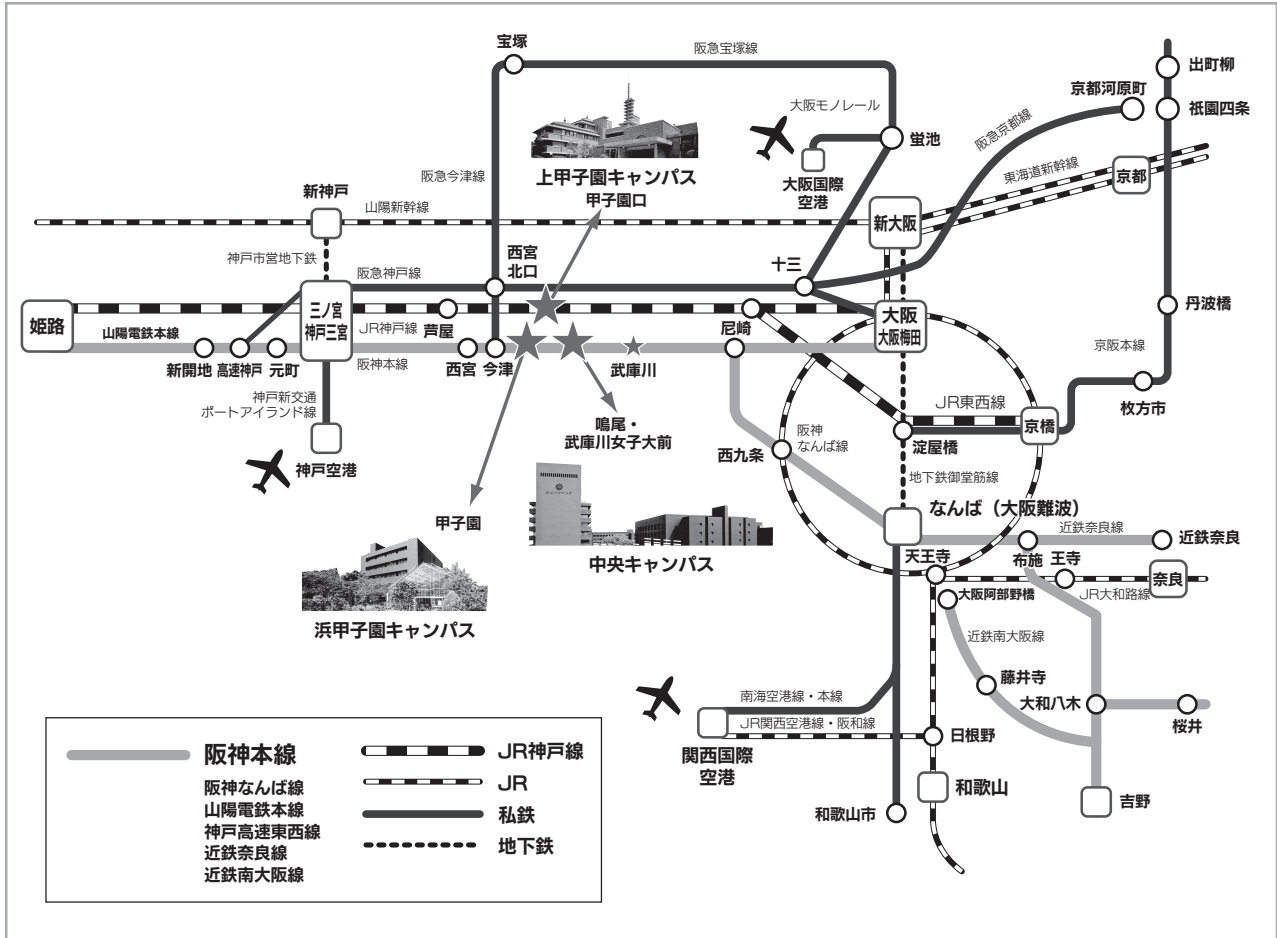 宝塚
阪急宝塚線
出町柳
京都河原町
祇園四条
大阪モノレール
阪急京都線
蛍池
東海道新幹線
京都
上甲子園キャンパス
甲子園口
大阪国際
空港
阪急今津線
新神戸
山陽新幹線
新大阪
神戸市営地下鉄
西宮
北口
十三
阪急神戸線
姫路
三ノ宮
神戸三宮
山陽電鉄本線
JR神戸線
芦屋
尼崎
大阪
大阪梅田
丹波橋
新開地
高速神戸
元町
阪神本線
西宮
今津
武庫川
京阪本線
神戸新交通
ポートアイランド線
JR東西線
枚方市
鳴尾・
武庫川女子大前
阪神
なんば線
京橋
淀屋橋
西九条
神戸空港
地下鉄御堂筋線
甲子園
なんば（大阪難波）
近鉄奈良線
近鉄奈良
中央キャンパス
天王寺
布施
王寺
奈良
大阪阿部野橋
JR大和路線
浜甲子園キャンパス
近鉄南大阪線
藤井寺
大和八木
桜井
南海空港線・本線
JR関西空港線・阪和線
関西国際
空港
日根野
和歌山
和歌山市
吉野
阪神本線
阪神なんば線
山陽電鉄本線
神戸高速東西線
近鉄奈良線
近鉄南大阪線
JR神戸線
JR
私鉄
地下鉄